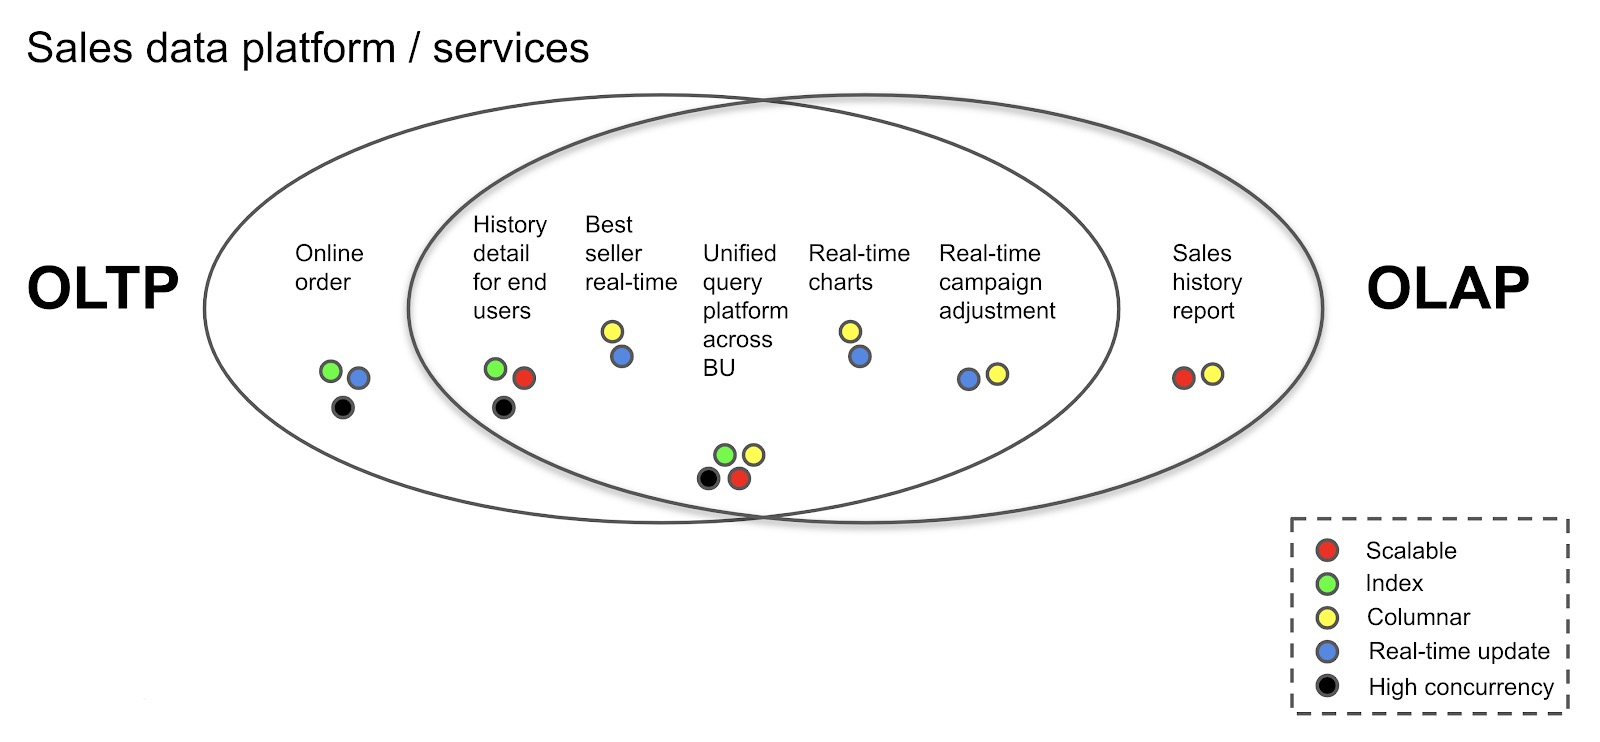 Sales data platform / services
OLTP
Online
order
History
detail
for end
users
Best
seller
real-time
Unified
query
platform
across
BU
Real-time
charts
Real-time
campaign
adjustment
Sales
history
report
OLAP
Scalable
Index
Columnar
Real-time update
High concurrency